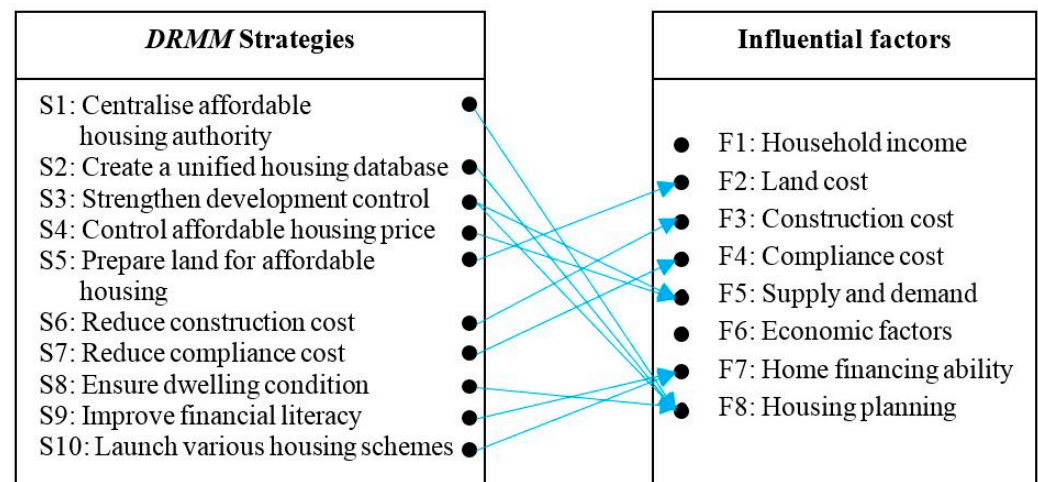 DRMM Strategies
S1: Centralise affordable
housing authority
S2: Create a unified housing database
S3: Strengthen development control
S4: Control affordable housing price
S5: Prepare land for affordable
housing
S6: Reduce construction cost
S7: Reduce compliance cost
S8: Ensure dwelling condition
S9: Improve financial literacy
S10: Launch various housing schemes
Influential factors
F1: Household income
F2: Land cost
F3: Construction cost
F4: Compliance cost
F5: Supply and demand
F6: Economic factors
F7: Home financing ability
F8: Housing planning